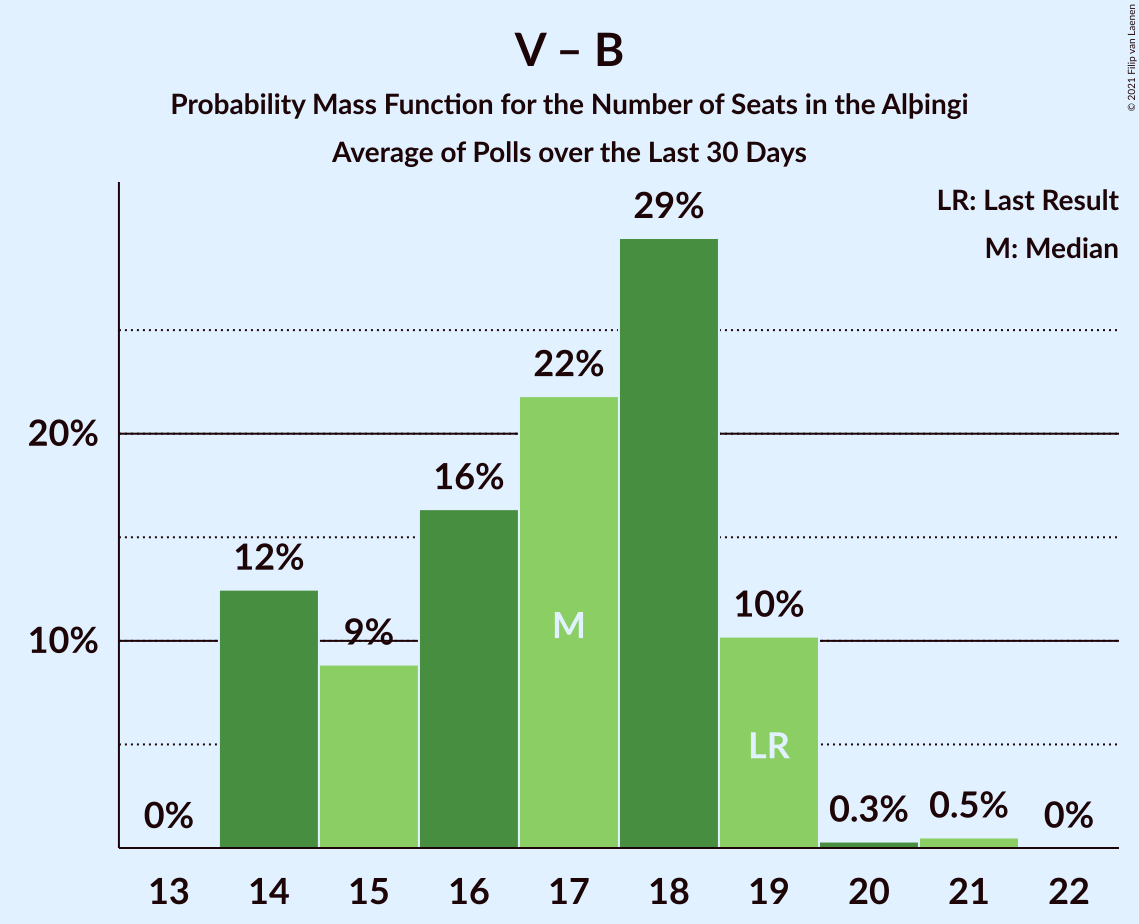 V – B
Probability Mass Function for the Number of Seats in the Alþingi
Average of Polls over the Last 30 Days
© 2021 Filip van Laenen
LR: Last Result
M: Median
20%
10%
0%
12%
9%
16%
22%
29%
10%
0.3%
0.5%
0%
M
LR
13 14 15 16 17 18 19 20 21 22